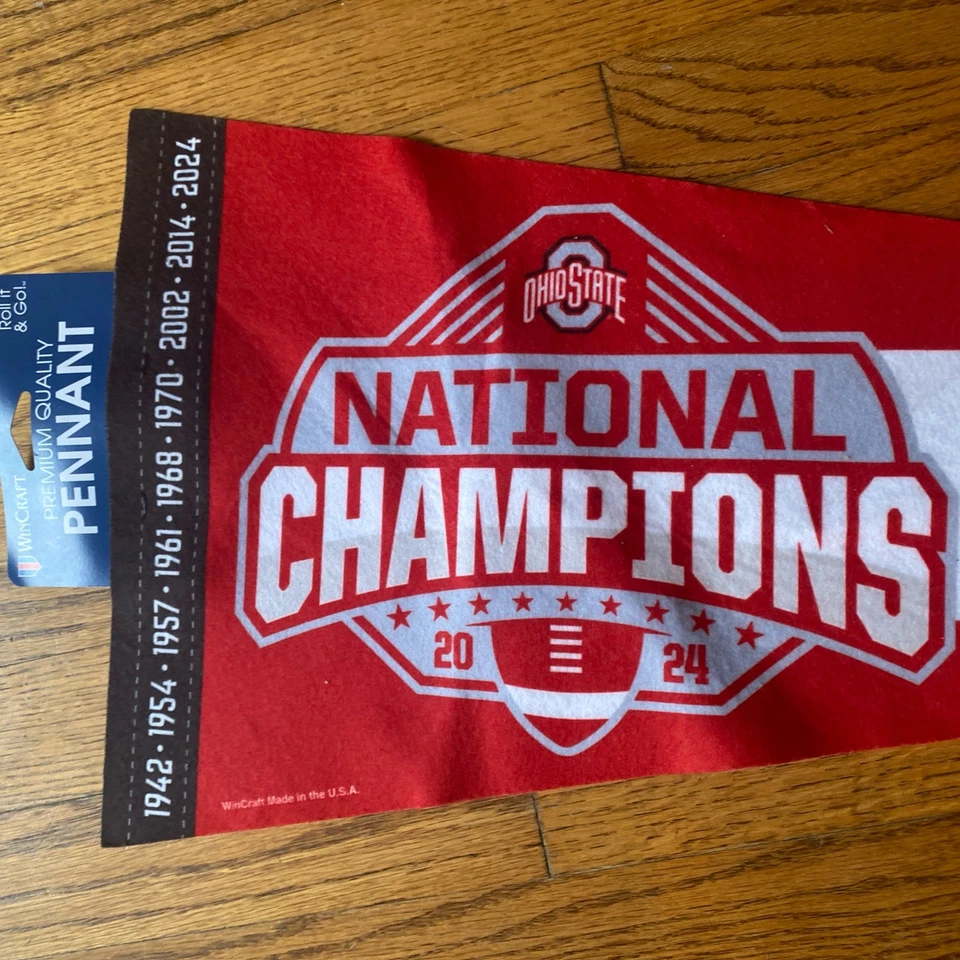 Roll it
& Go!™
WINCRAFT
PREMIUM QUALITY
PENNANT
1942 • 1954 • 1957 • 1961 • 1968 • 1970 • 2002 • 2014 • 2024
OHIO STATE
NATIONAL
CHAMPIONS
20 24
WinCraft Made in the U.S.A.